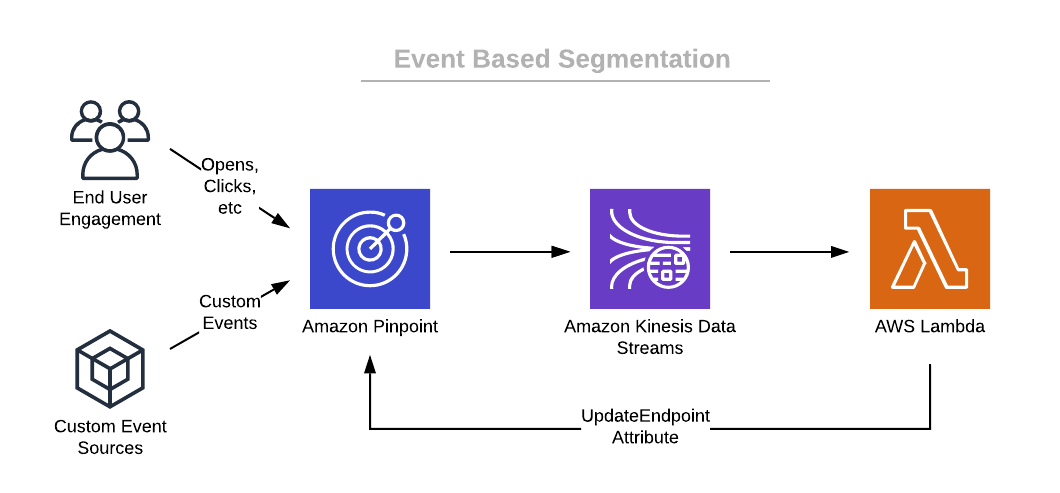 Event Based Segmentation
End User
Engagement
Opens,
Clicks,
etc
Custom
Events
Custom Event
Sources
Amazon Pinpoint
Amazon Kinesis Data
Streams
AWS Lambda
UpdateEndpoint
Attribute